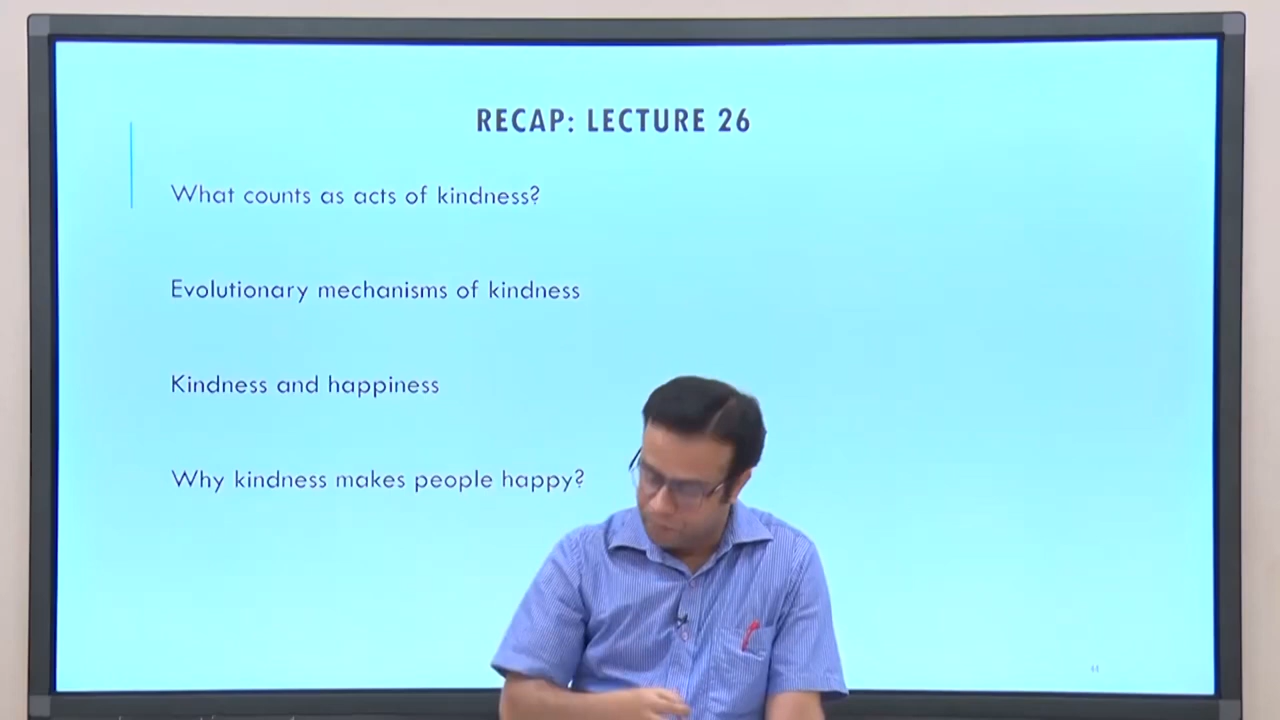 RECAP: LECTURE 26
What counts as acts of kindness?
Evolutionary mechanisms of kindness
Kindness and happiness
Why kindness makes people happy?